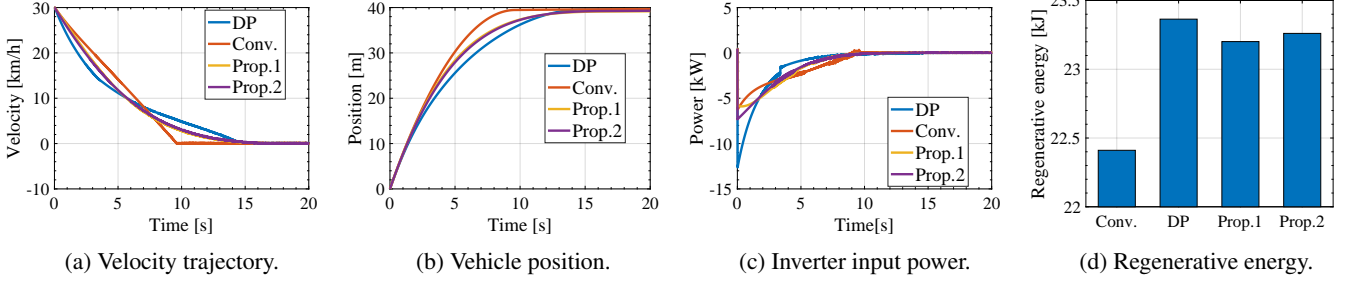 30
20
10
0
-10
0
5
10
15
20
Velocity [km/h]
Time [s]
DP
Conv.
Prop.1
Prop.2
(a) Velocity trajectory.
40
30
20
10
0
0
5
10
15
20
Position [m]
Time [s]
DP
Conv.
Prop.1
Prop.2
(b) Vehicle position.
5
0
-5
-10
-15
0
5
10
15
20
Power [kW]
Time[s]
DP
Conv.
Prop.1
Prop.2
(c) Inverter input power.
23.5
23
22.5
22
Regenerative energy [kJ]
Conv.
DP
Prop.1
Prop.2
(d) Regenerative energy.